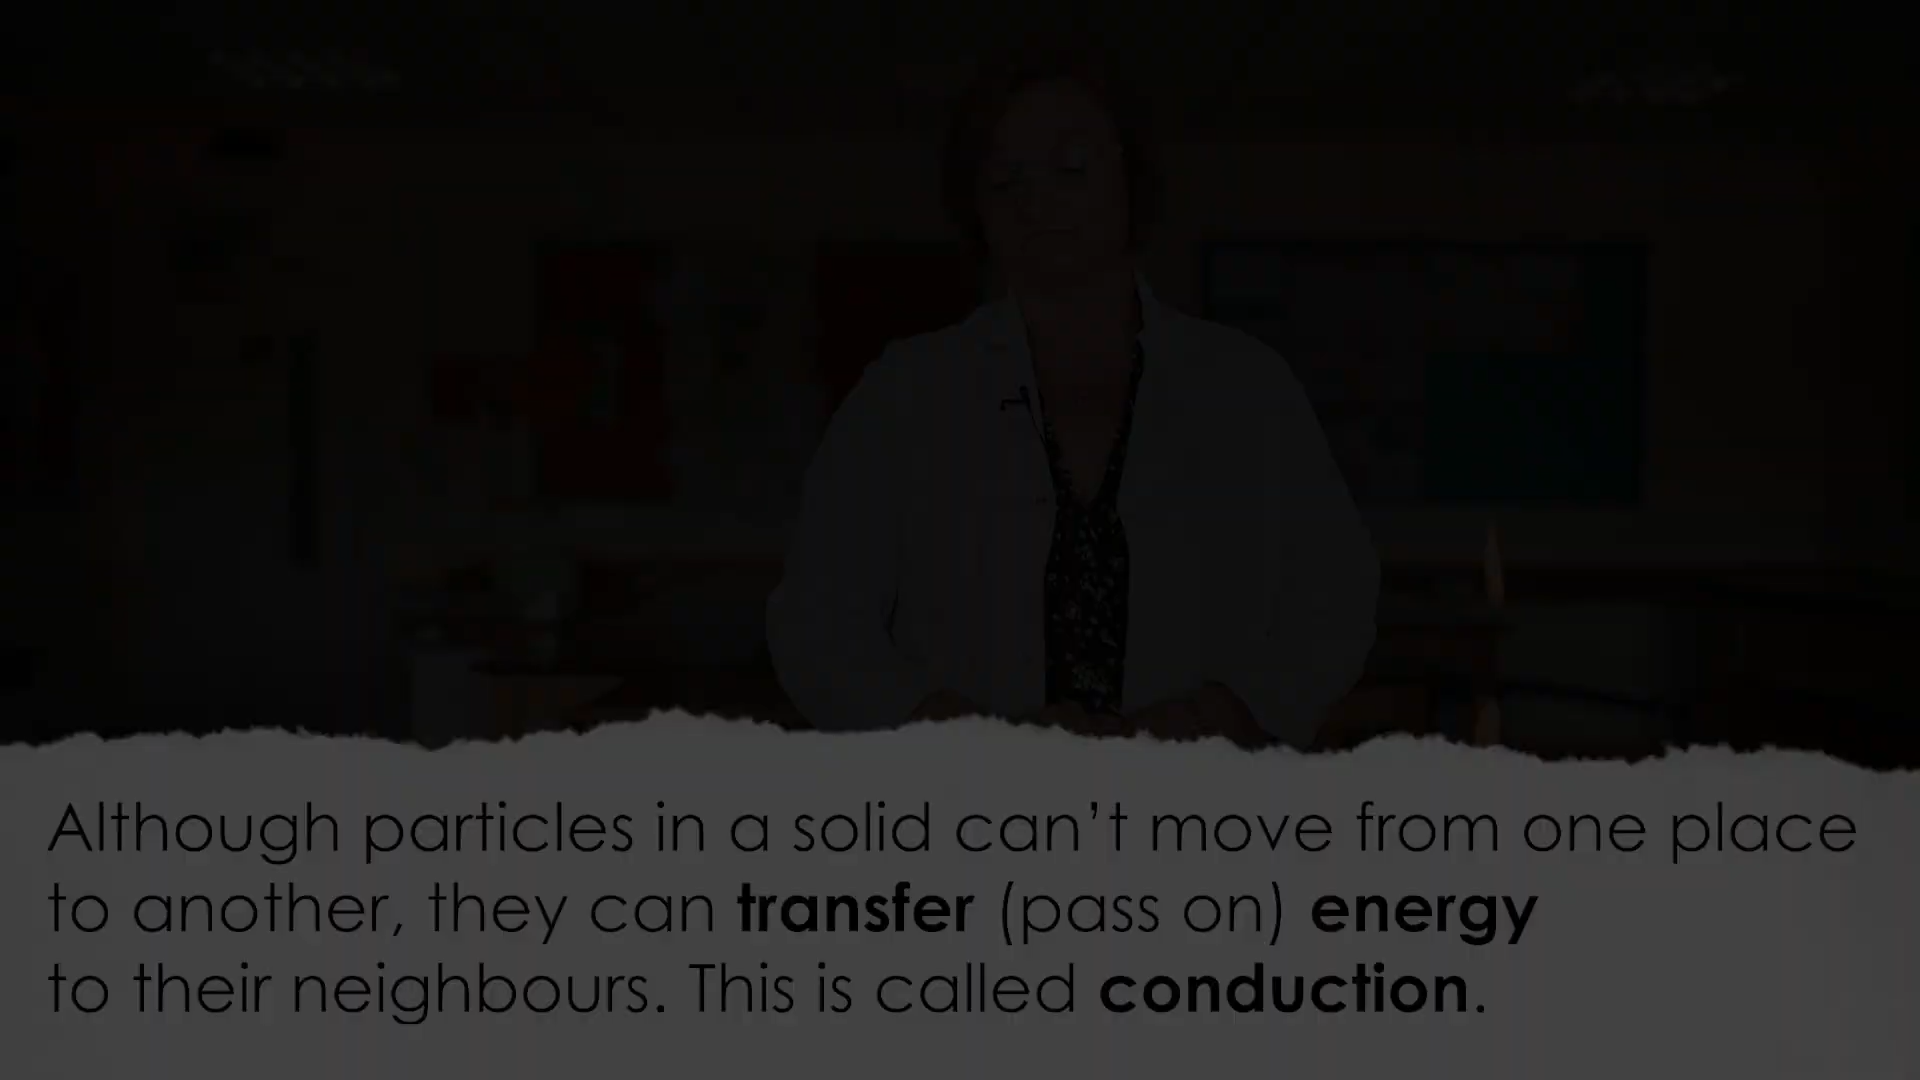 Although particles in a solid can’t move from one place
to another, they can transfer (pass on) energy
to their neighbours. This is called conduction.